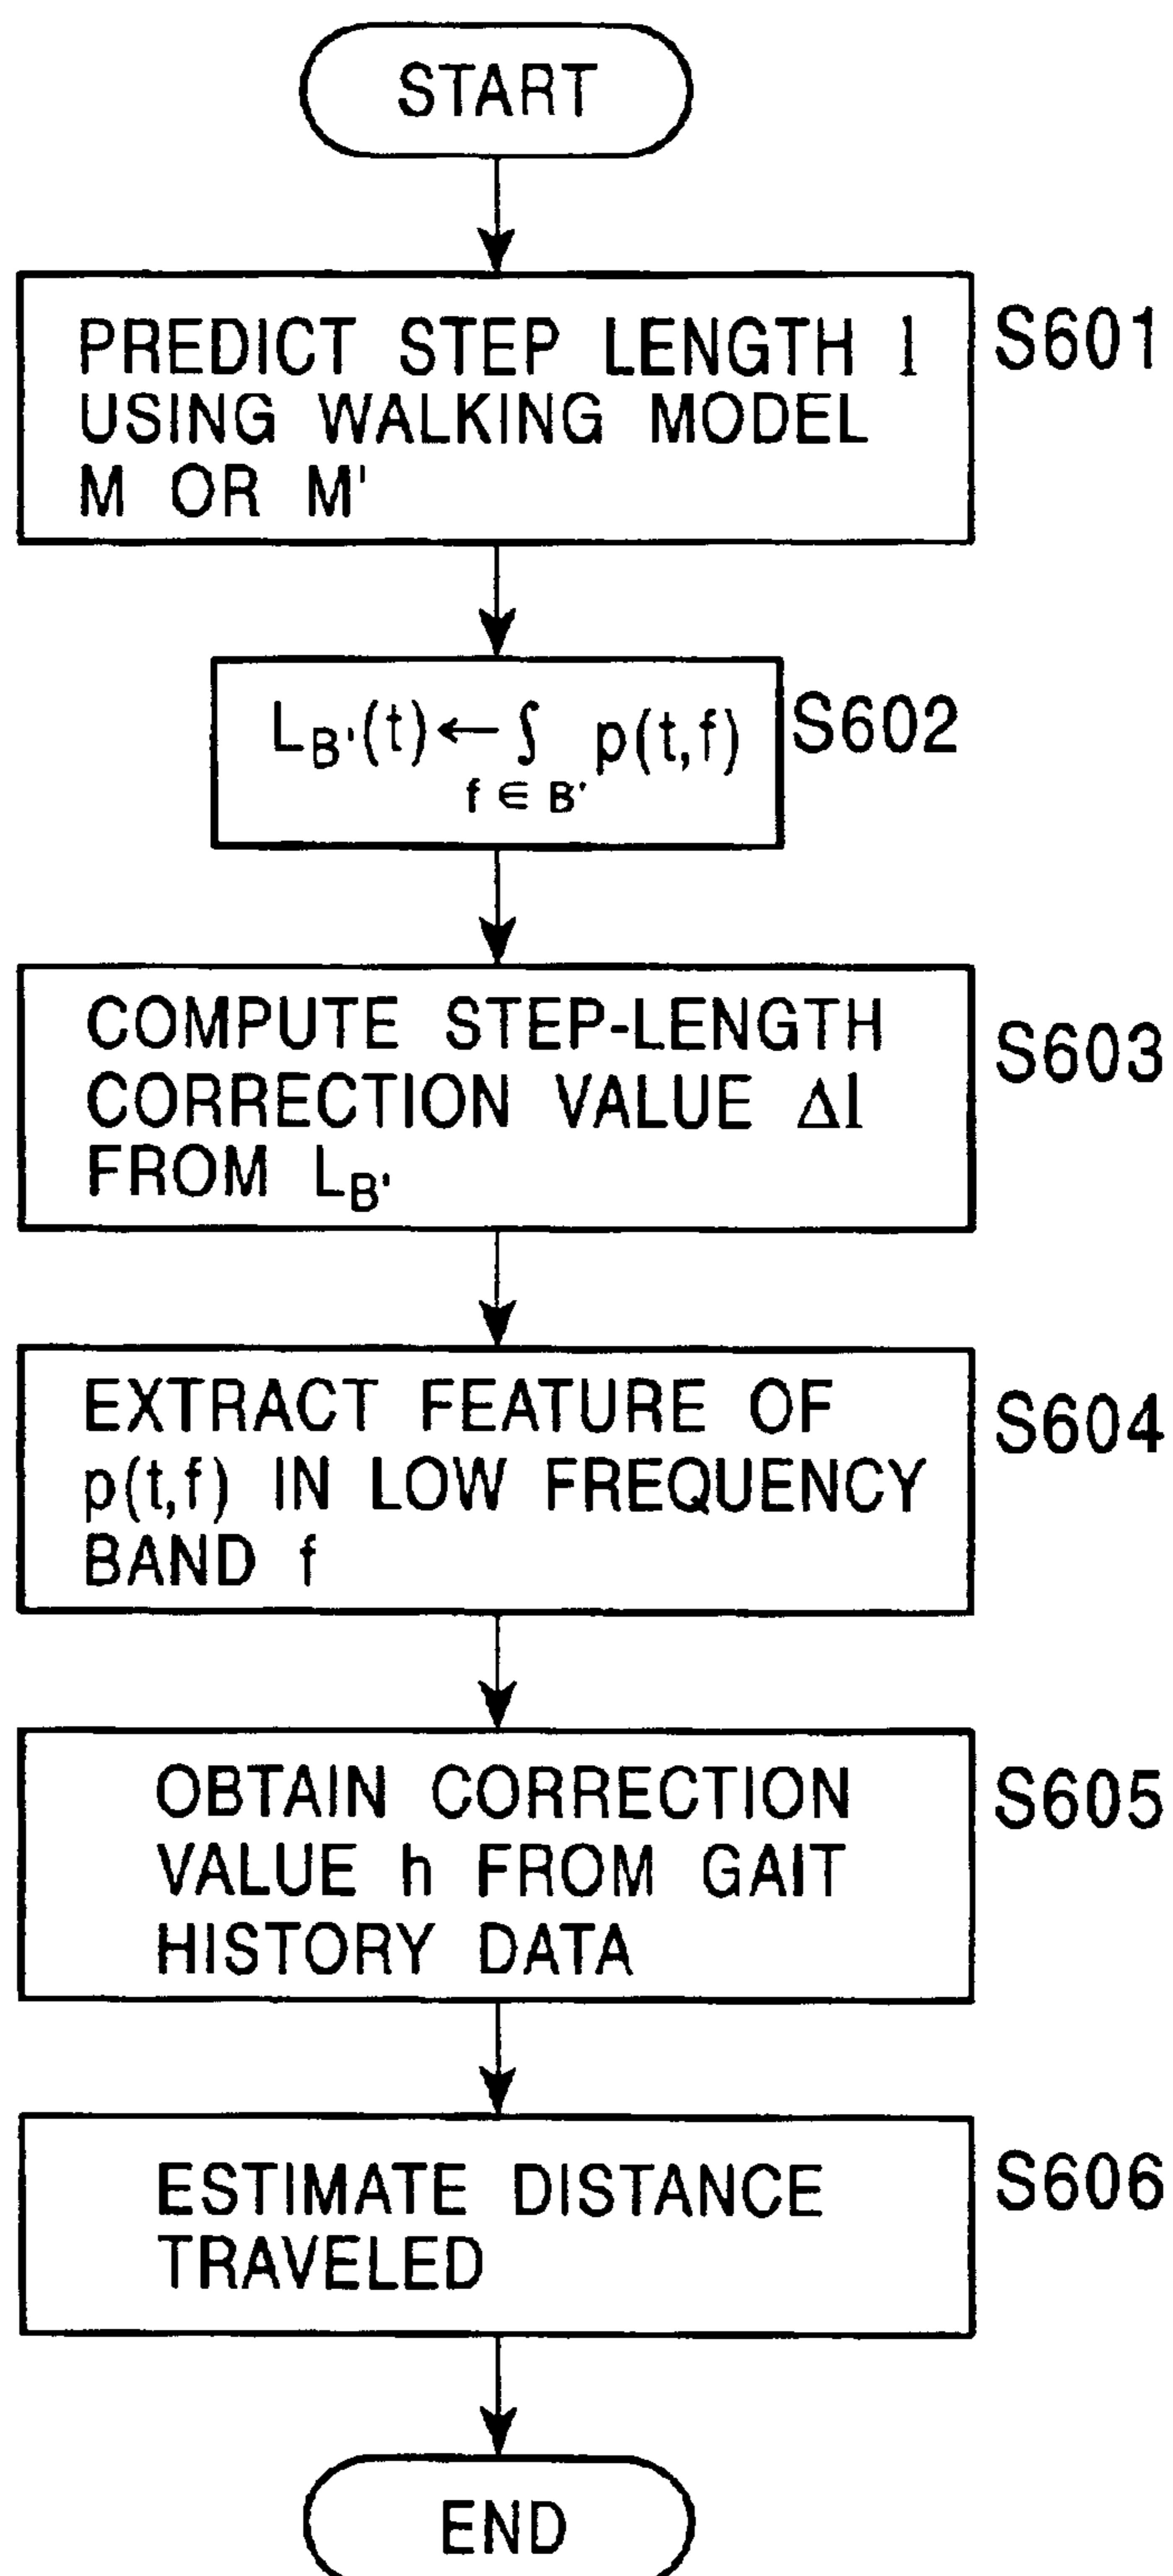 START
PREDICT STEP LENGTH l
USING WALKING MODEL
M OR M'
S601
L_B'(t) ← ∫ p(t,f)
f ∈ B'
S602
COMPUTE STEP-LENGTH
CORRECTION VALUE Δl
FROM L_B'
S603
EXTRACT FEATURE OF
p(t,f) IN LOW FREQUENCY
BAND f
S604
OBTAIN CORRECTION
VALUE h FROM GAIT
HISTORY DATA
S605
ESTIMATE DISTANCE
TRAVELED
S606
END